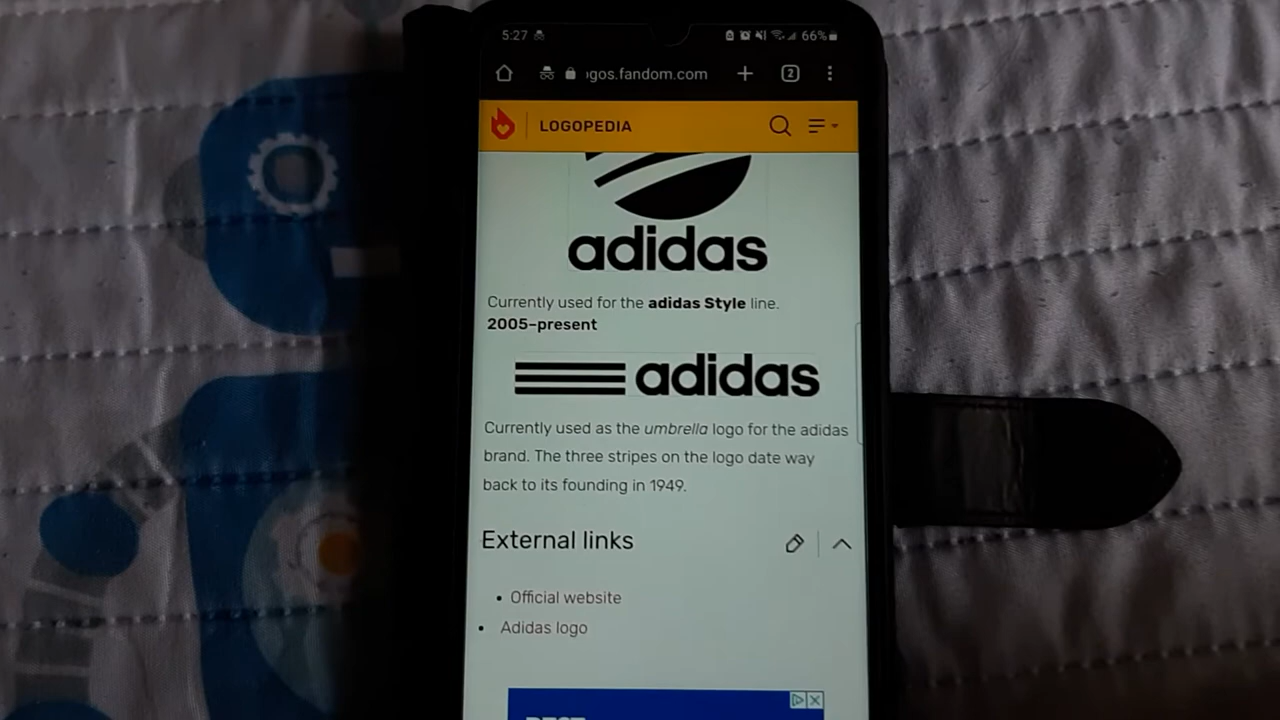 5:27
66%
gos.fandom.com
2
LOGOPEDIA
adidas
Currently used for the adidas Style line.
2005–present
adidas
Currently used as the umbrella logo for the adidas
brand. The three stripes on the logo date way
back to its founding in 1949.
External links
• Official website
• Adidas logo